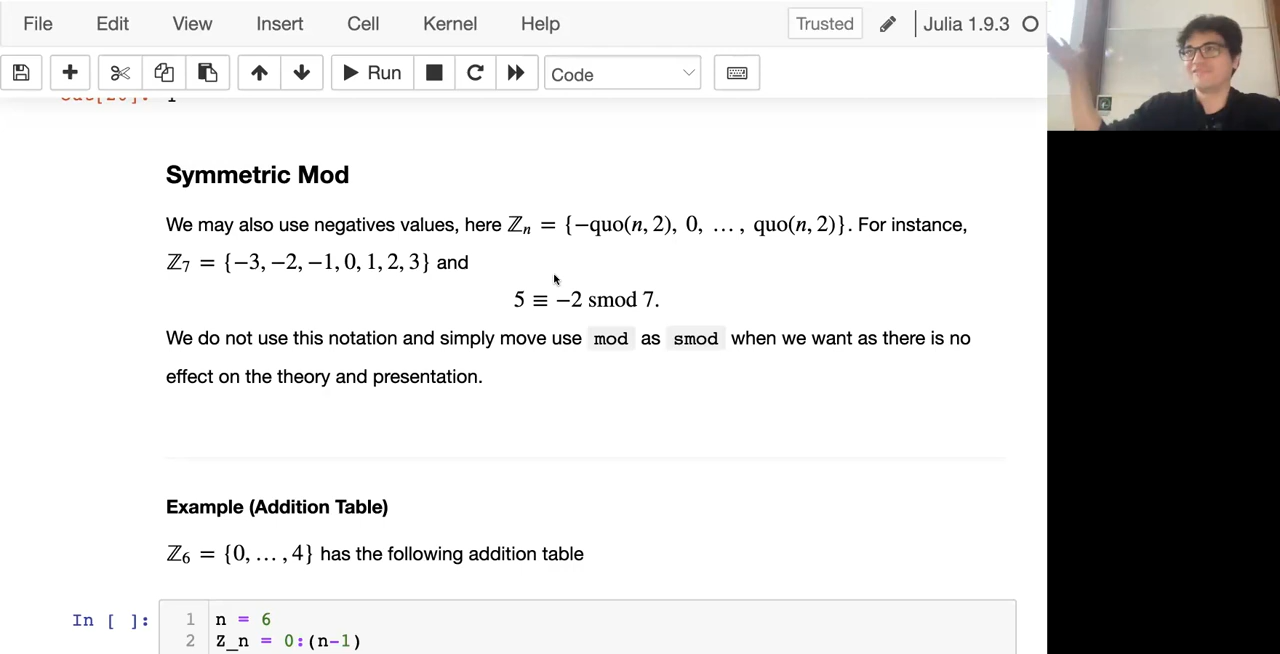 File Edit View Insert Cell Kernel Help Trusted Julia 1.9.3
Run Code
Symmetric Mod
We may also use negatives values, here ℤₙ = {−quo(n, 2), 0, … , quo(n, 2)}. For instance,
ℤ₇ = {−3, −2, −1, 0, 1, 2, 3} and
5 ≡ −2 smod 7.
We do not use this notation and simply move use mod as smod when we want as there is no
effect on the theory and presentation.
Example (Addition Table)
ℤ₆ = {0, … , 4} has the following addition table
In [ ]: 1 n = 6
2 Z_n = 0:(n-1)